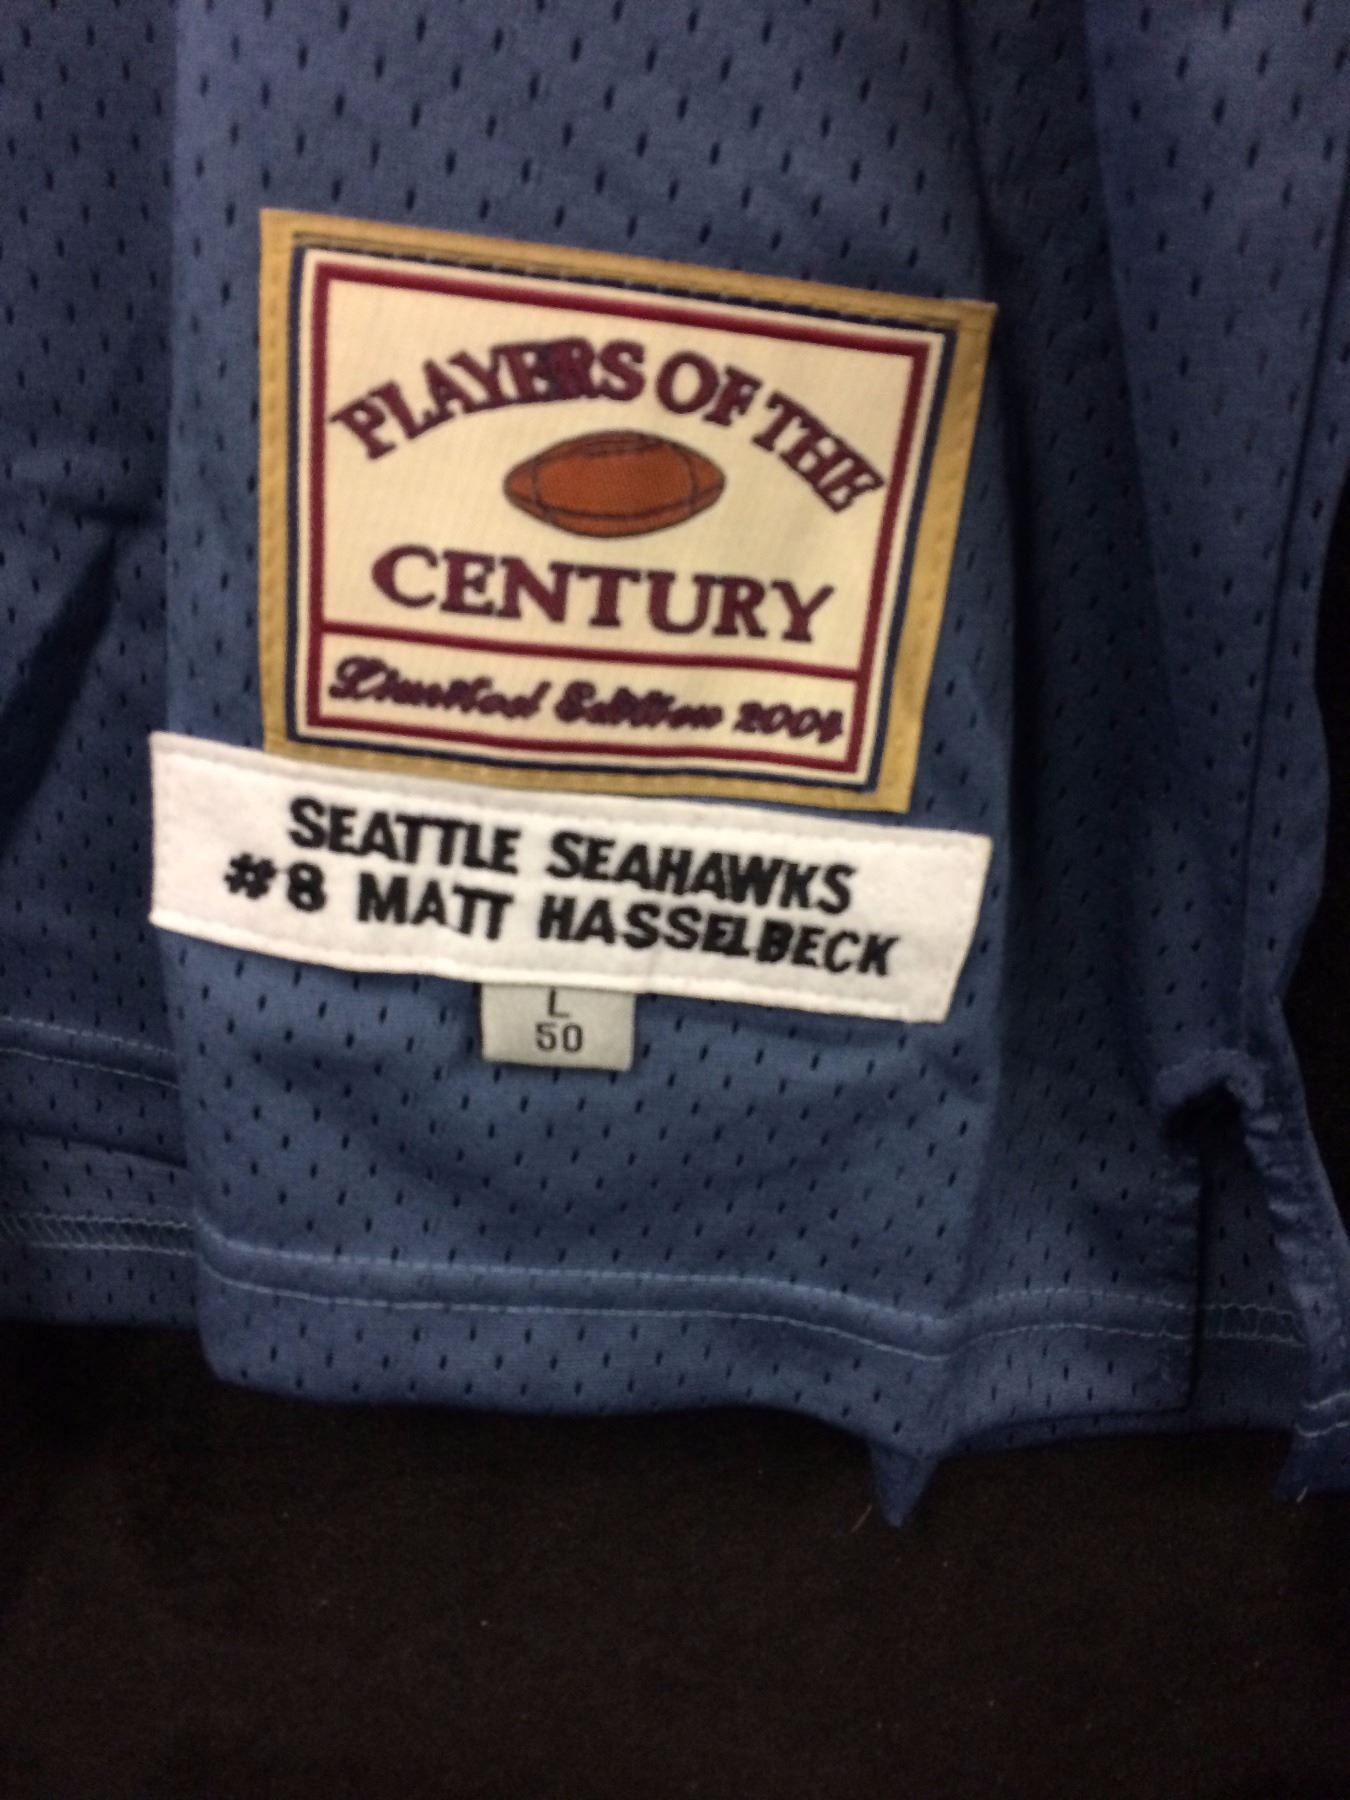 PLAYERS OF THE
CENTURY
Limited Edition 2004
SEATTLE SEAHAWKS
#8 MATT HASSELBECK
L
50